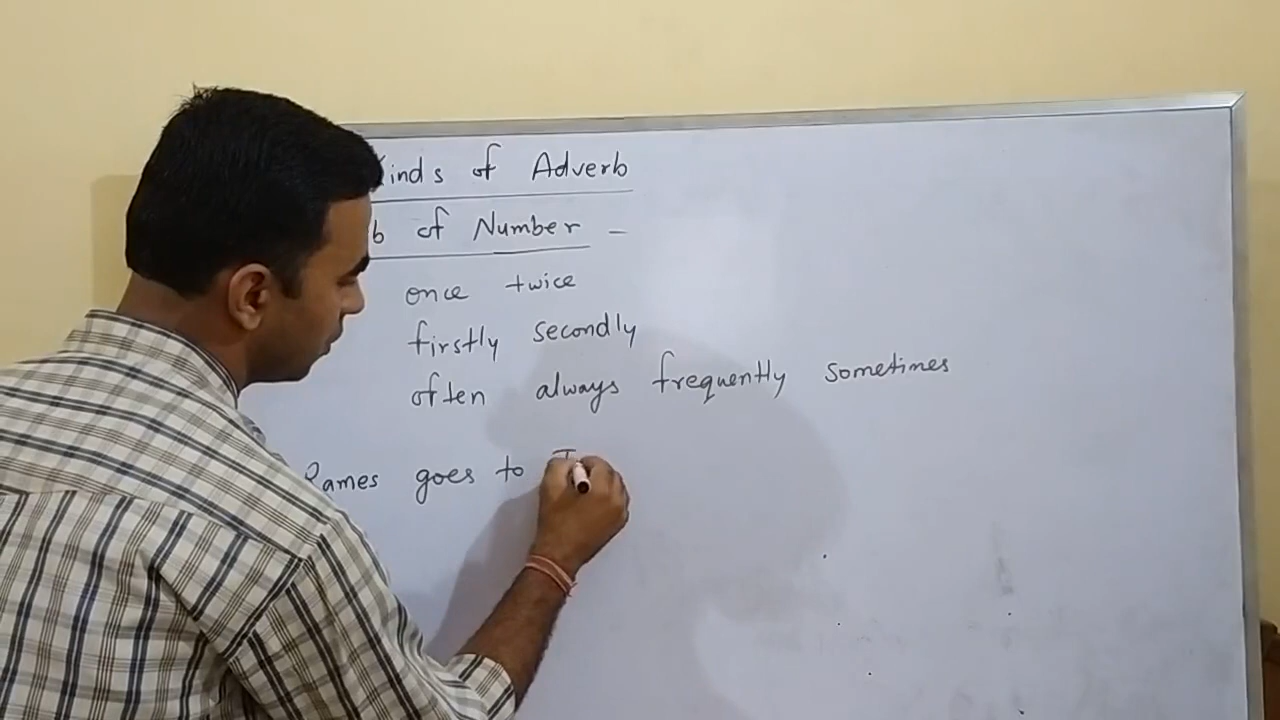 Kinds of Adverb
of Number -
once twice
firstly secondly
often always frequently sometimes
goes to